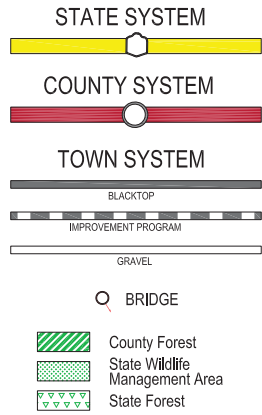 STATE SYSTEM
COUNTY SYSTEM
TOWN SYSTEM
BLACKTOP
IMPROVEMENT PROGRAM
GRAVEL
BRIDGE
County Forest
State Wildlife
Management Area
State Forest